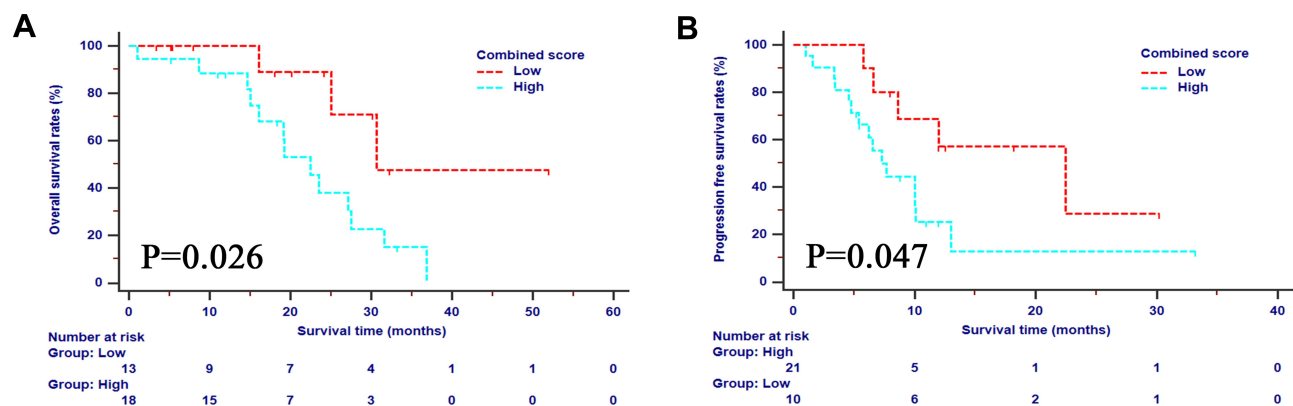 A
Overall survival rates (%)
100
80
60
40
20
0
Combined score
Low
High
P=0.026
0 10 20 30 40 50 60
Survival time (months)
Number at risk
Group: Low
13 9 7 4 1 1 0
Group: High
18 15 7 3 0 0 0
B
Progression free survival rates (%)
100
80
60
40
20
0
Combined score
Low
High
P=0.047
0 10 20 30 40
Survival time (months)
Number at risk
Group: High
21 5 1 1 0
Group: Low
10 6 2 1 0